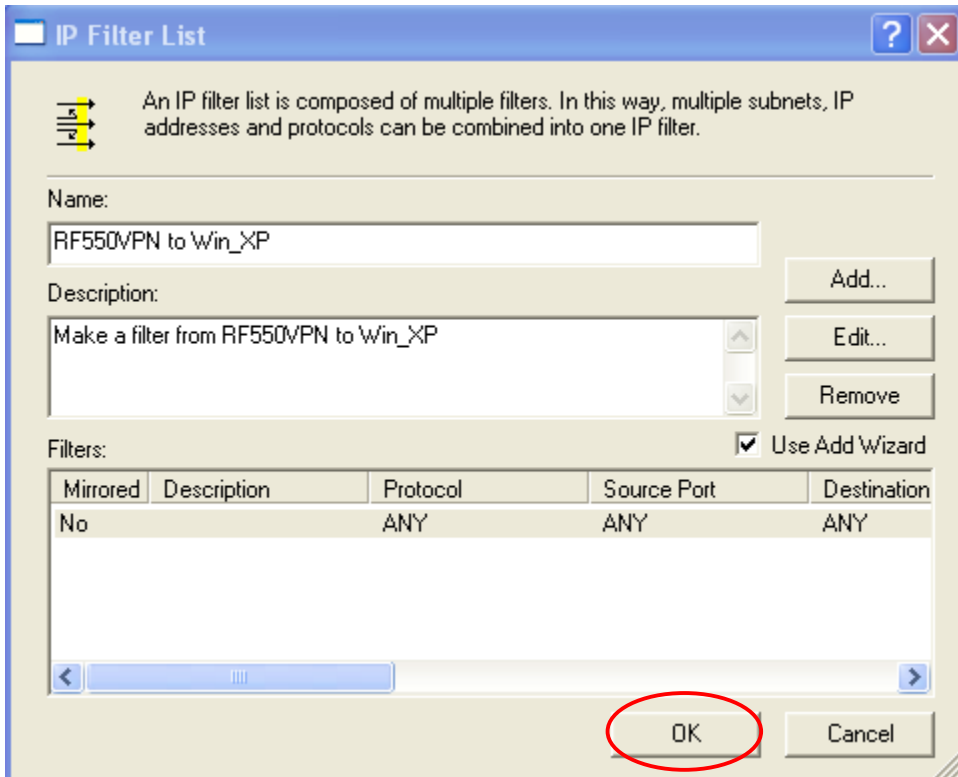 IP Filter List
An IP filter list is composed of multiple filters. In this way, multiple subnets, IP
addresses and protocols can be combined into one IP filter.
Name:
RF550VPN to Win_XP
Add...
Description:
Make a filter from RF550VPN to Win_XP
Edit...
Remove
Filters:
Use Add Wizard
Mirrored Description Protocol Source Port Destination
No ANY ANY ANY
OK Cancel